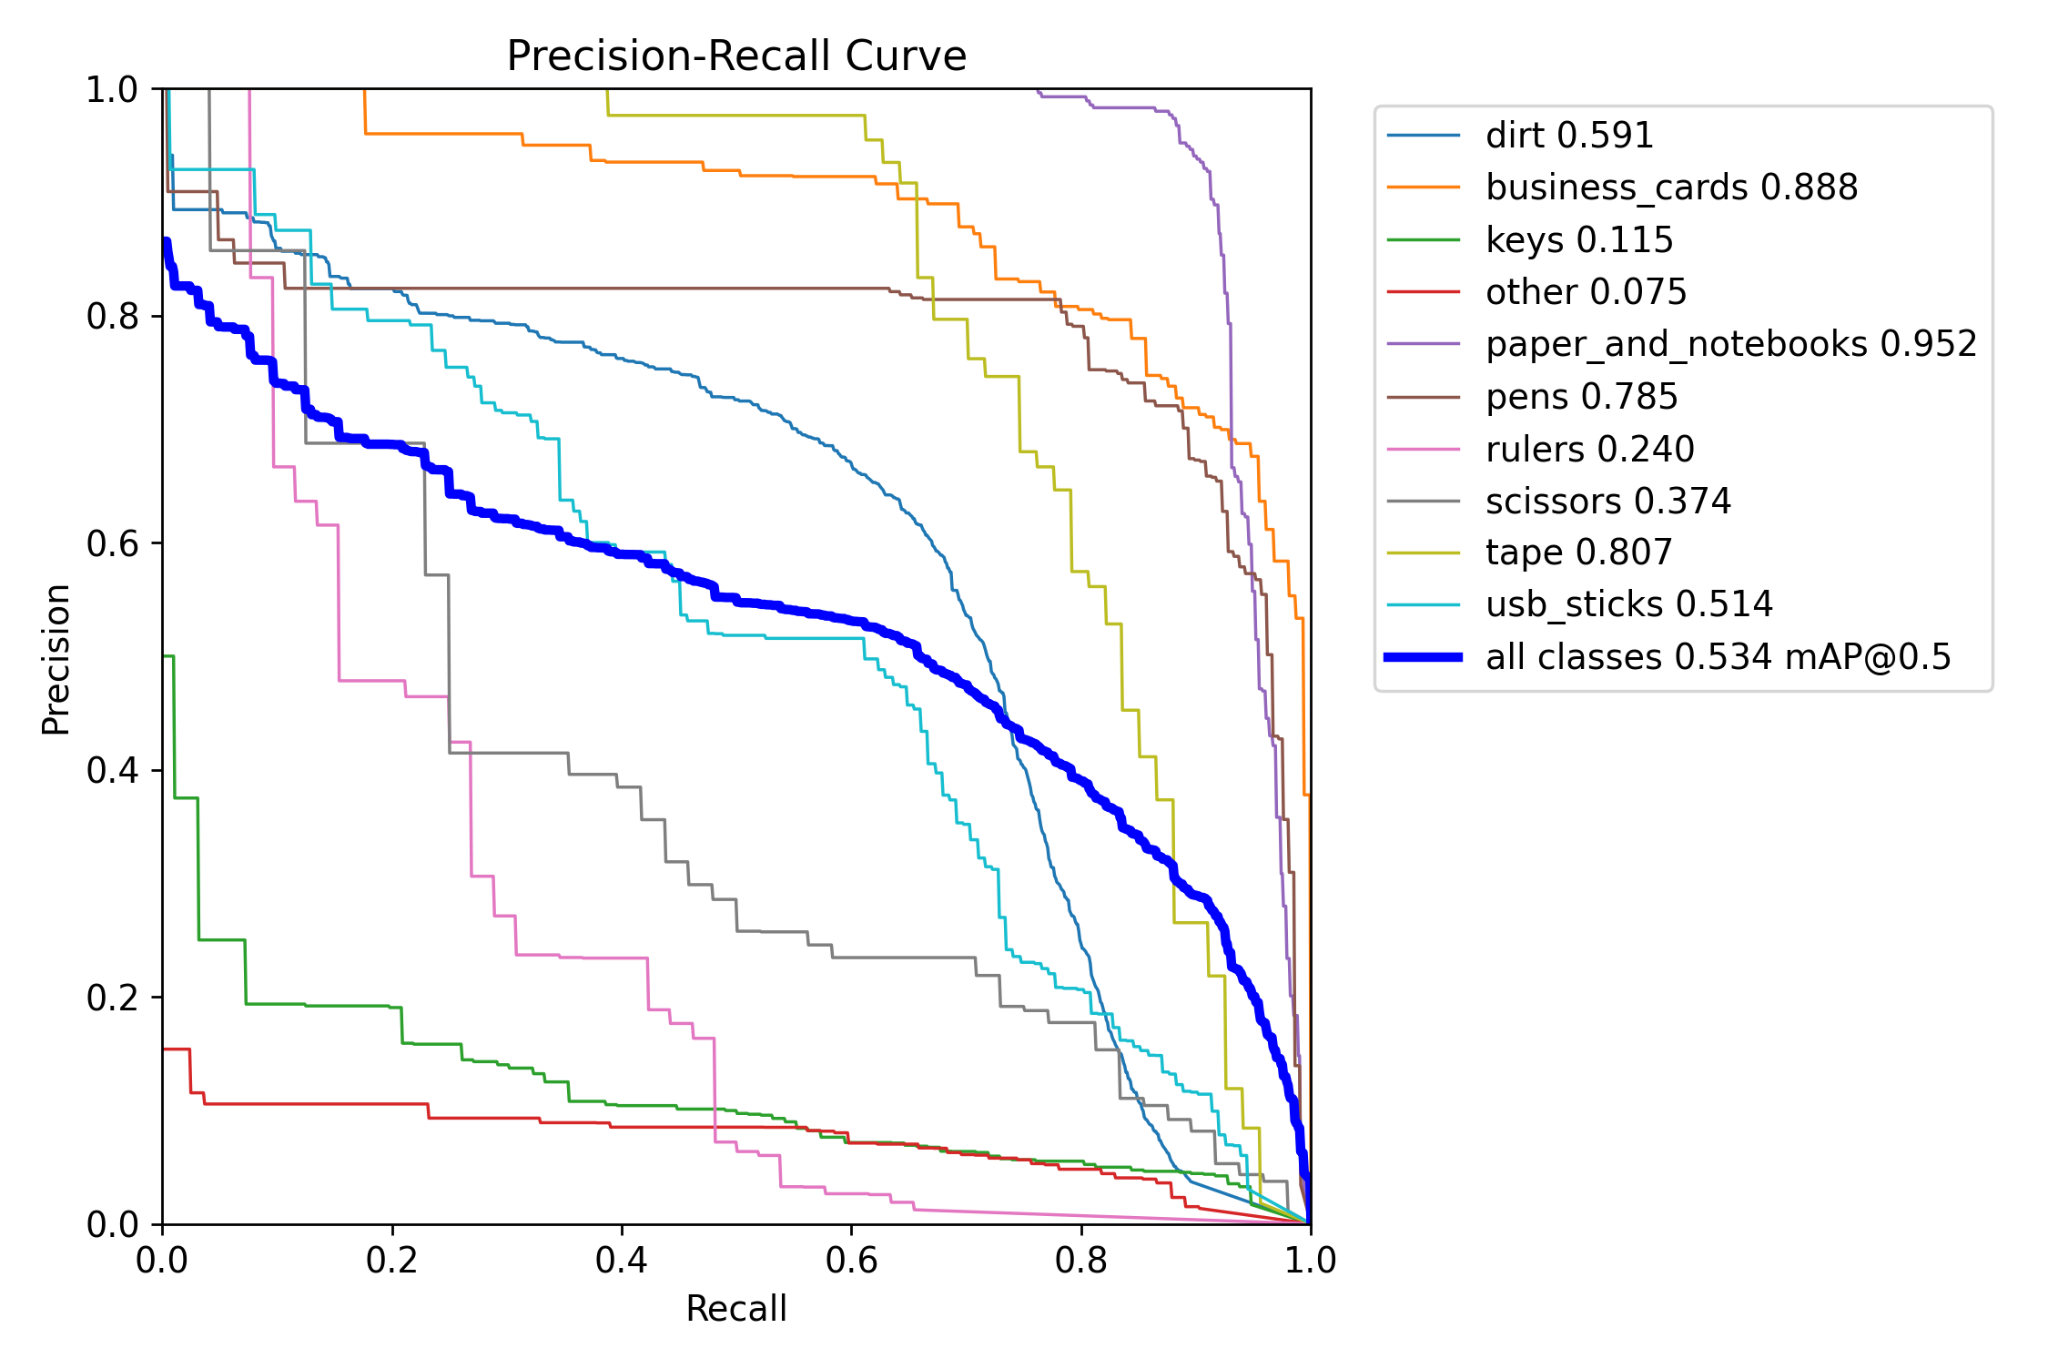 Precision-Recall Curve
1.0
0.8
0.6
0.4
0.2
0.0
Precision
0.0 0.2 0.4 0.6 0.8 1.0
Recall
dirt 0.591
business_cards 0.888
keys 0.115
other 0.075
paper_and_notebooks 0.952
pens 0.785
rulers 0.240
scissors 0.374
tape 0.807
usb_sticks 0.514
all classes 0.534 mAP@0.5